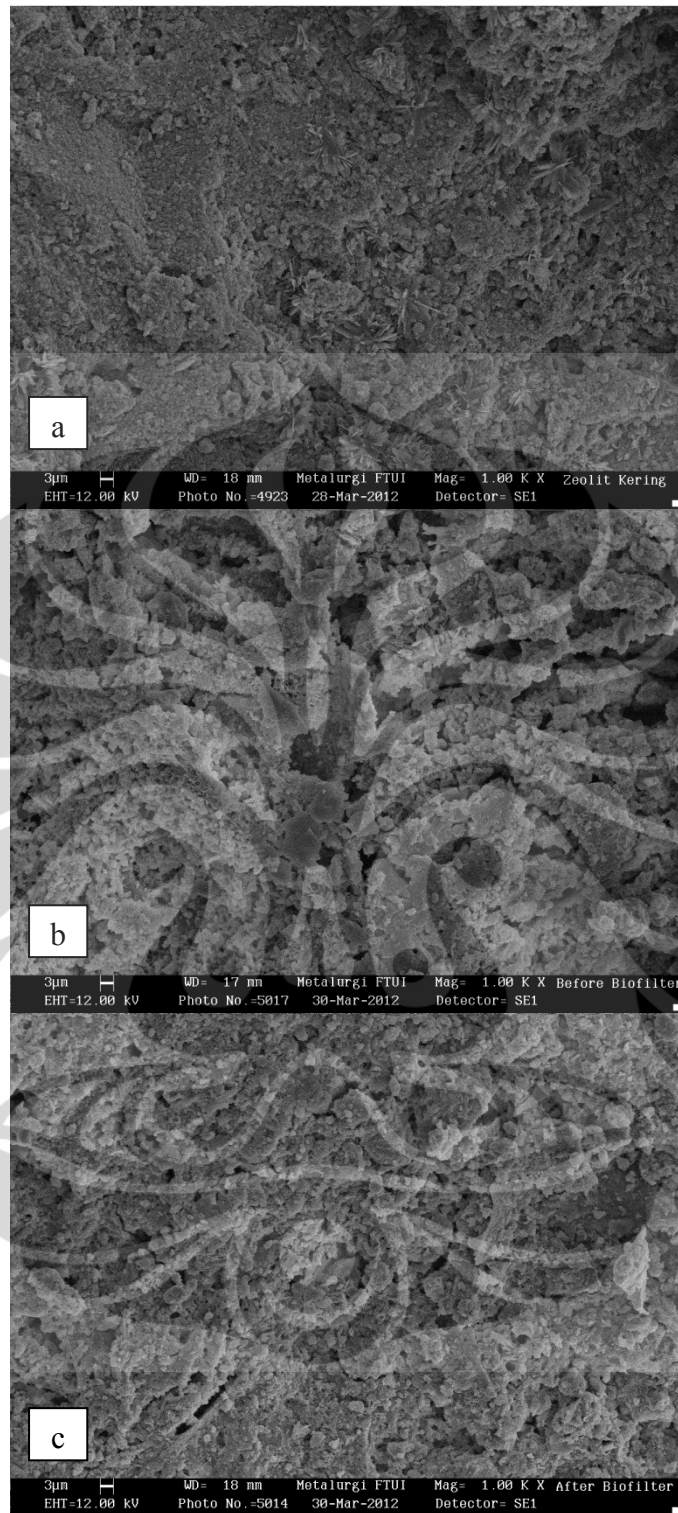 a
3µm WD= 18 mm Metalurgi FTUI Mag= 1.00 K X Zeolit Kering
EHT=12.00 kV Photo No.=4923 28-Mar-2012 Detector= SE1
b
3µm WD= 17 mm Metalurgi FTUI Mag= 1.00 K X Before Biofilter
EHT=12.00 kV Photo No.=5017 30-Mar-2012 Detector= SE1
c
3µm WD= 18 mm Metalurgi FTUI Mag= 1.00 K X After Biofilter
EHT=12.00 kV Photo No.=5014 30-Mar-2012 Detector= SE1